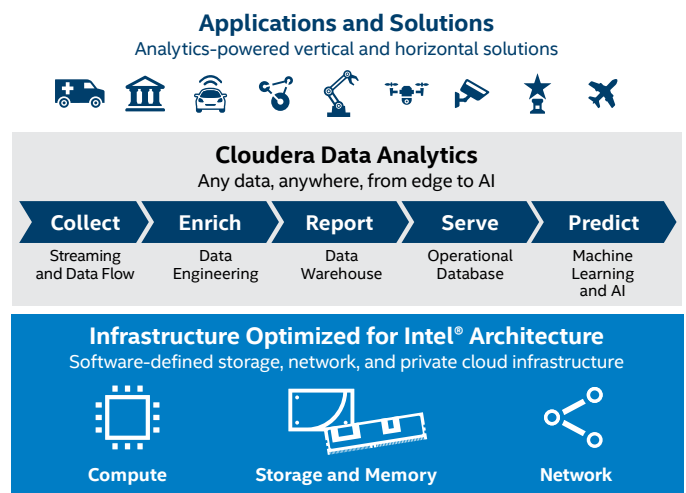 Applications and Solutions
Analytics-powered vertical and horizontal solutions
Cloudera Data Analytics
Any data, anywhere, from edge to AI
Collect
Enrich
Report
Serve
Predict
Streaming
and Data Flow
Data
Engineering
Data
Warehouse
Operational
Database
Machine
Learning
and AI
Infrastructure Optimized for Intel® Architecture
Software-defined storage, network, and private cloud infrastructure
Compute
Storage and Memory
Network